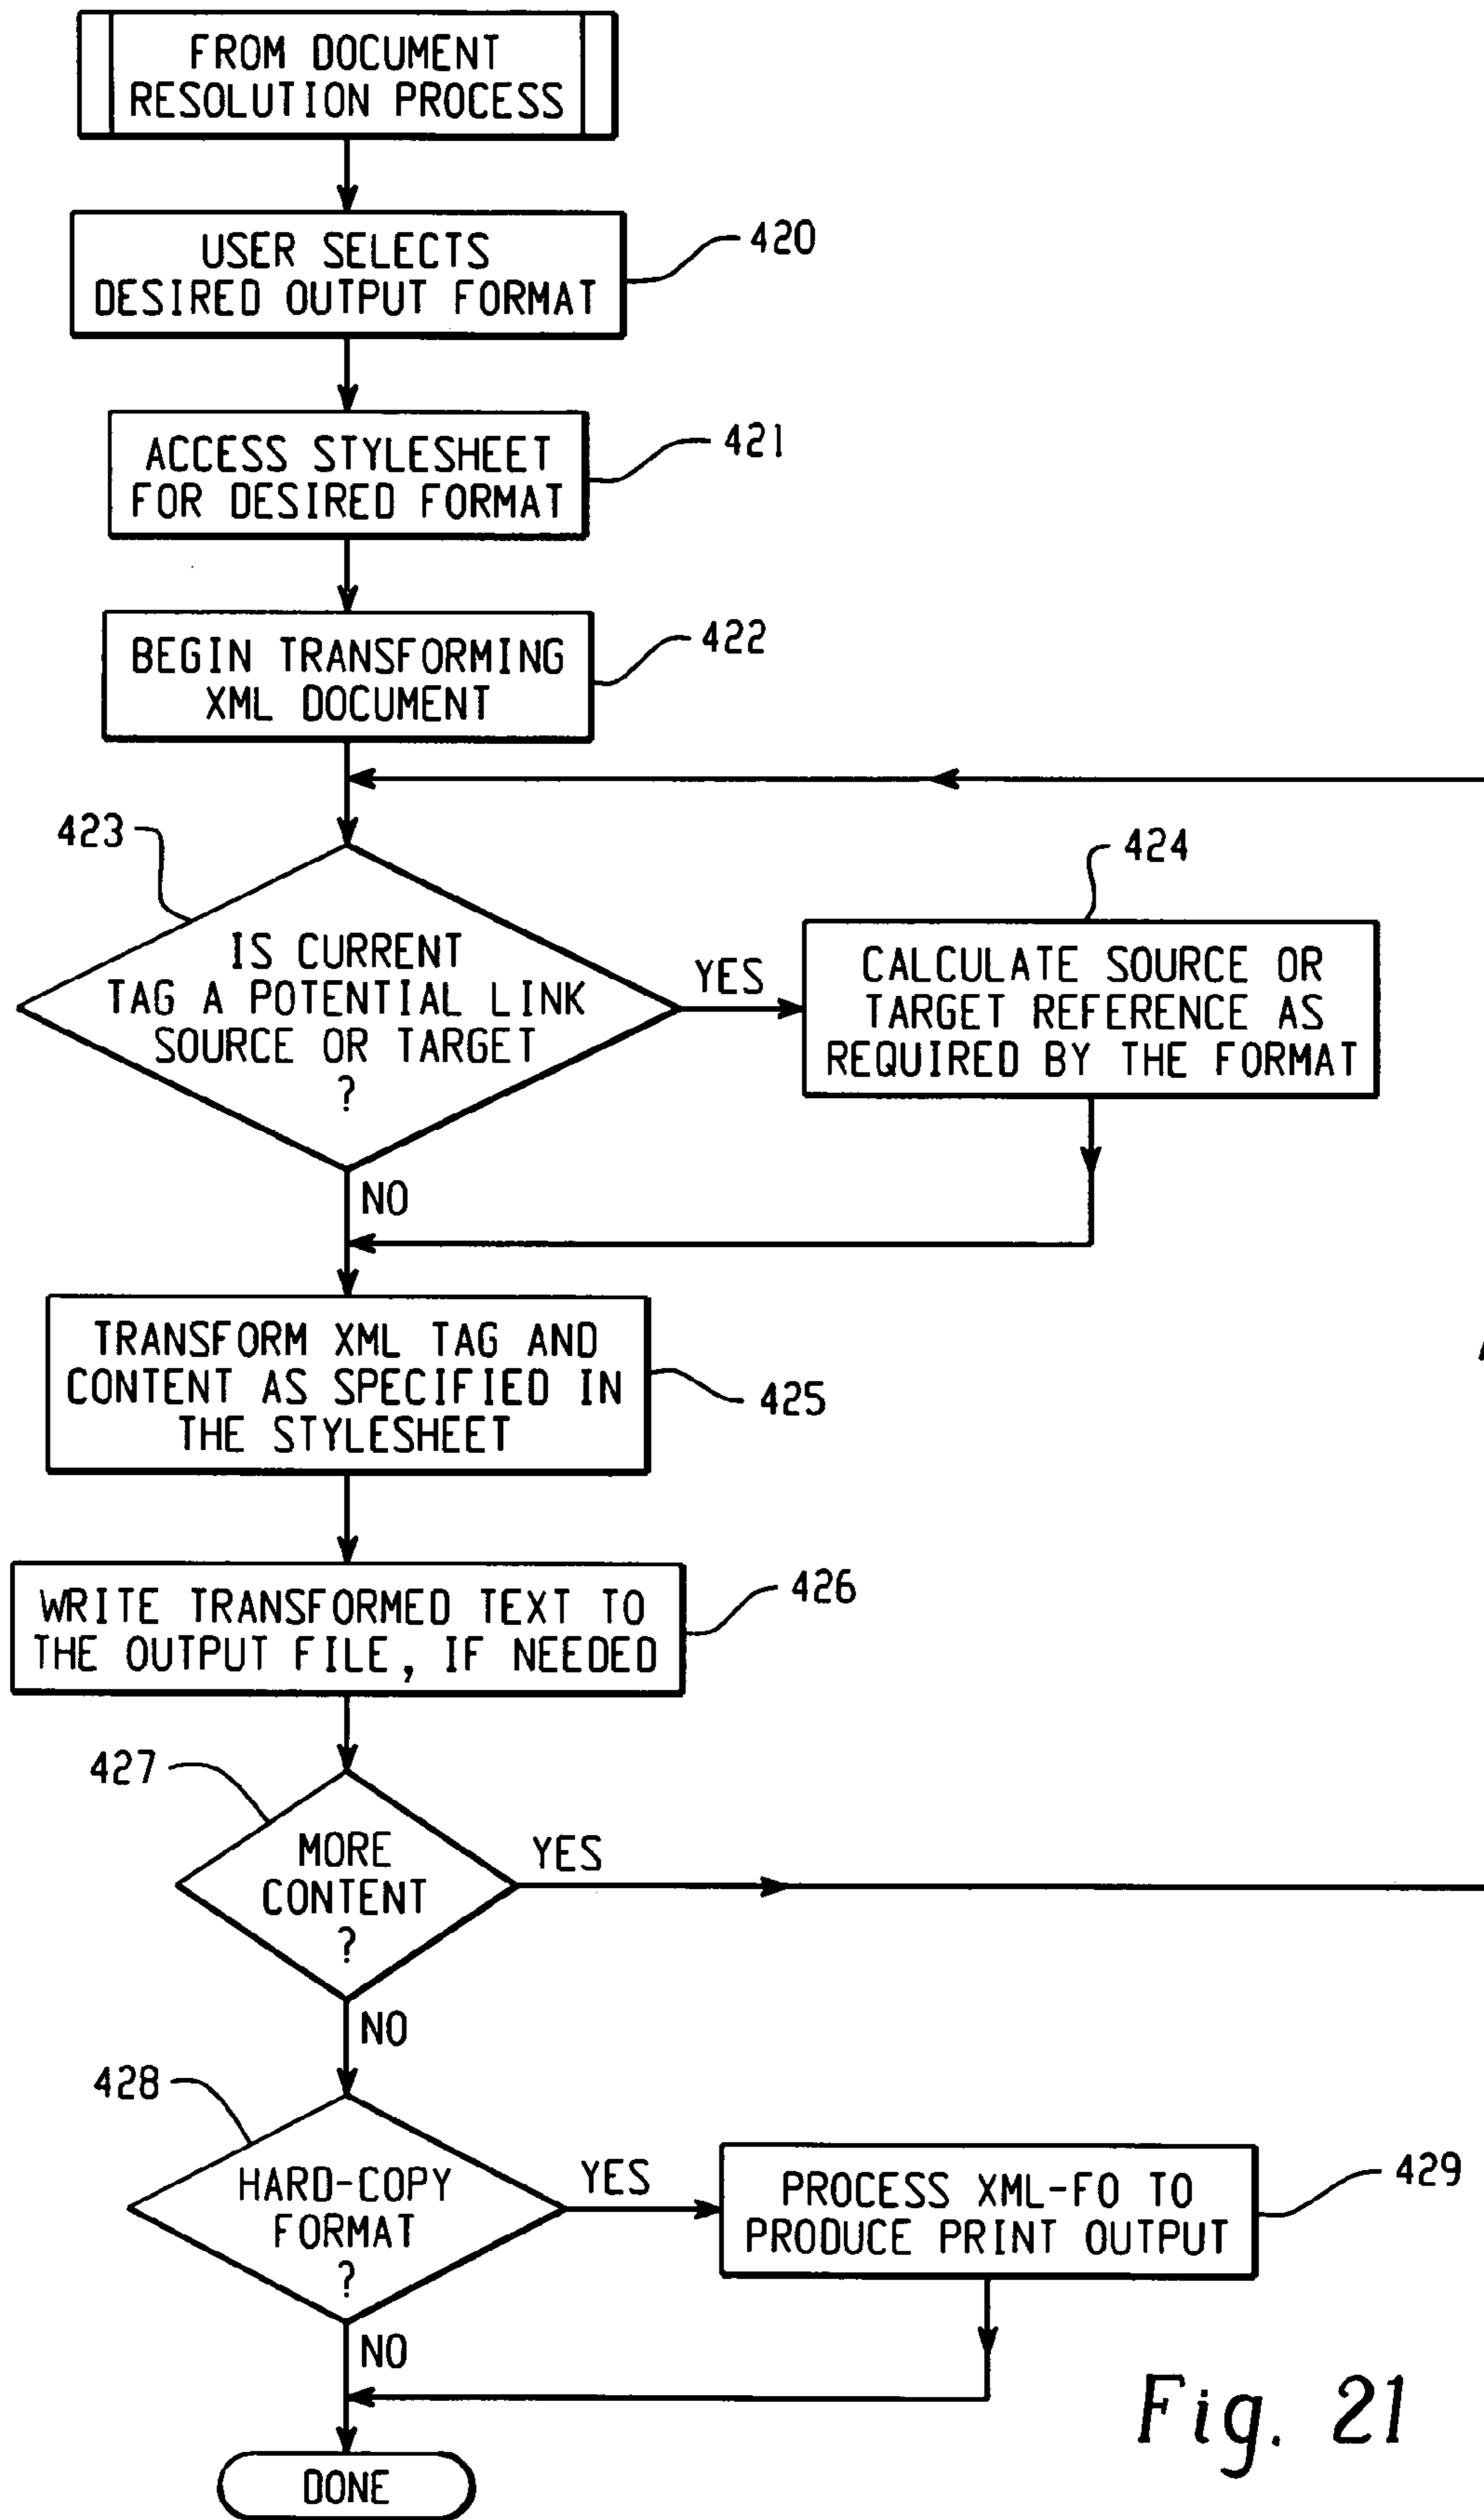 FROM DOCUMENT
RESOLUTION PROCESS
USER SELECTS
DESIRED OUTPUT FORMAT
420
ACCESS STYLESHEET
FOR DESIRED FORMAT
421
BEGIN TRANSFORMING
XML DOCUMENT
422
423
IS CURRENT
TAG A POTENTIAL LINK
SOURCE OR TARGET
?
YES
NO
424
CALCULATE SOURCE OR
TARGET REFERENCE AS
REQUIRED BY THE FORMAT
TRANSFORM XML TAG AND
CONTENT AS SPECIFIED IN
THE STYLESHEET
425
WRITE TRANSFORMED TEXT TO
THE OUTPUT FILE, IF NEEDED
426
427
MORE
CONTENT
?
YES
NO
428
HARD-COPY
FORMAT
?
YES
NO
PROCESS XML-FO TO
PRODUCE PRINT OUTPUT
429
DONE
Fig. 21